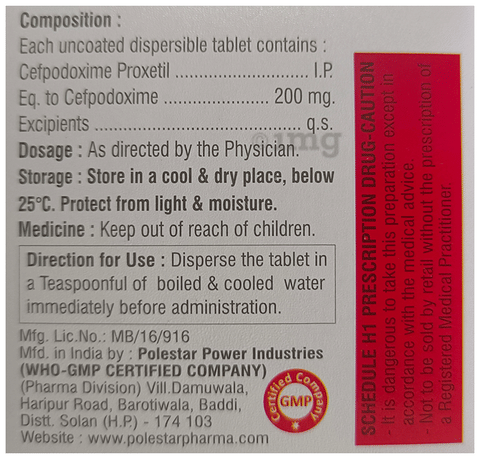 Composition :
Each uncoated dispersible tablet contains :
Cefpodoxime Proxetil .............................. I.P.
Eq. to Cefpodoxime ........................ 200 mg.
Excipients ................................................ q.s.
Dosage : As directed by the Physician.
Storage : Store in a cool & dry place, below
25°C. Protect from light & moisture.
Medicine : Keep out of reach of children.
Direction for Use : Disperse the tablet in
a Teaspoonful of boiled & cooled water
immediately before administration.
Mfg. Lic.No.: MB/16/916
Mfd. in India by : Polestar Power Industries
(WHO-GMP CERTIFIED COMPANY)
(Pharma Division) Vill.Damuwala,
Haripur Road, Barotiwala, Baddi,
Distt. Solan (H.P.) - 174 103
Website : www.polestarpharma.com
Certified Company
GMP
SCHEDULE H1 PRESCRIPTION DRUG-CAUTION
- It is dangerous to take this preparation except in
accordance with the medical advice
- Not to be sold by retail without the prescription of
a Registered Medical Practitioner
1mg